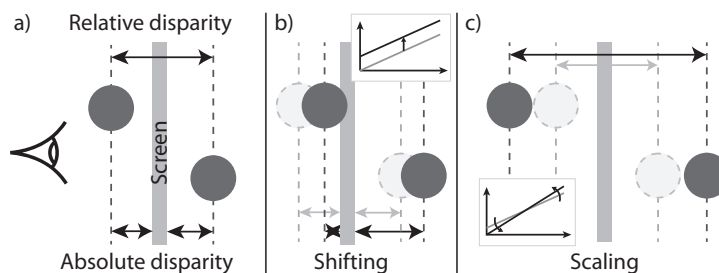 a)
Relative disparity
Screen
Absolute disparity
b)
Shifting
c)
Scaling